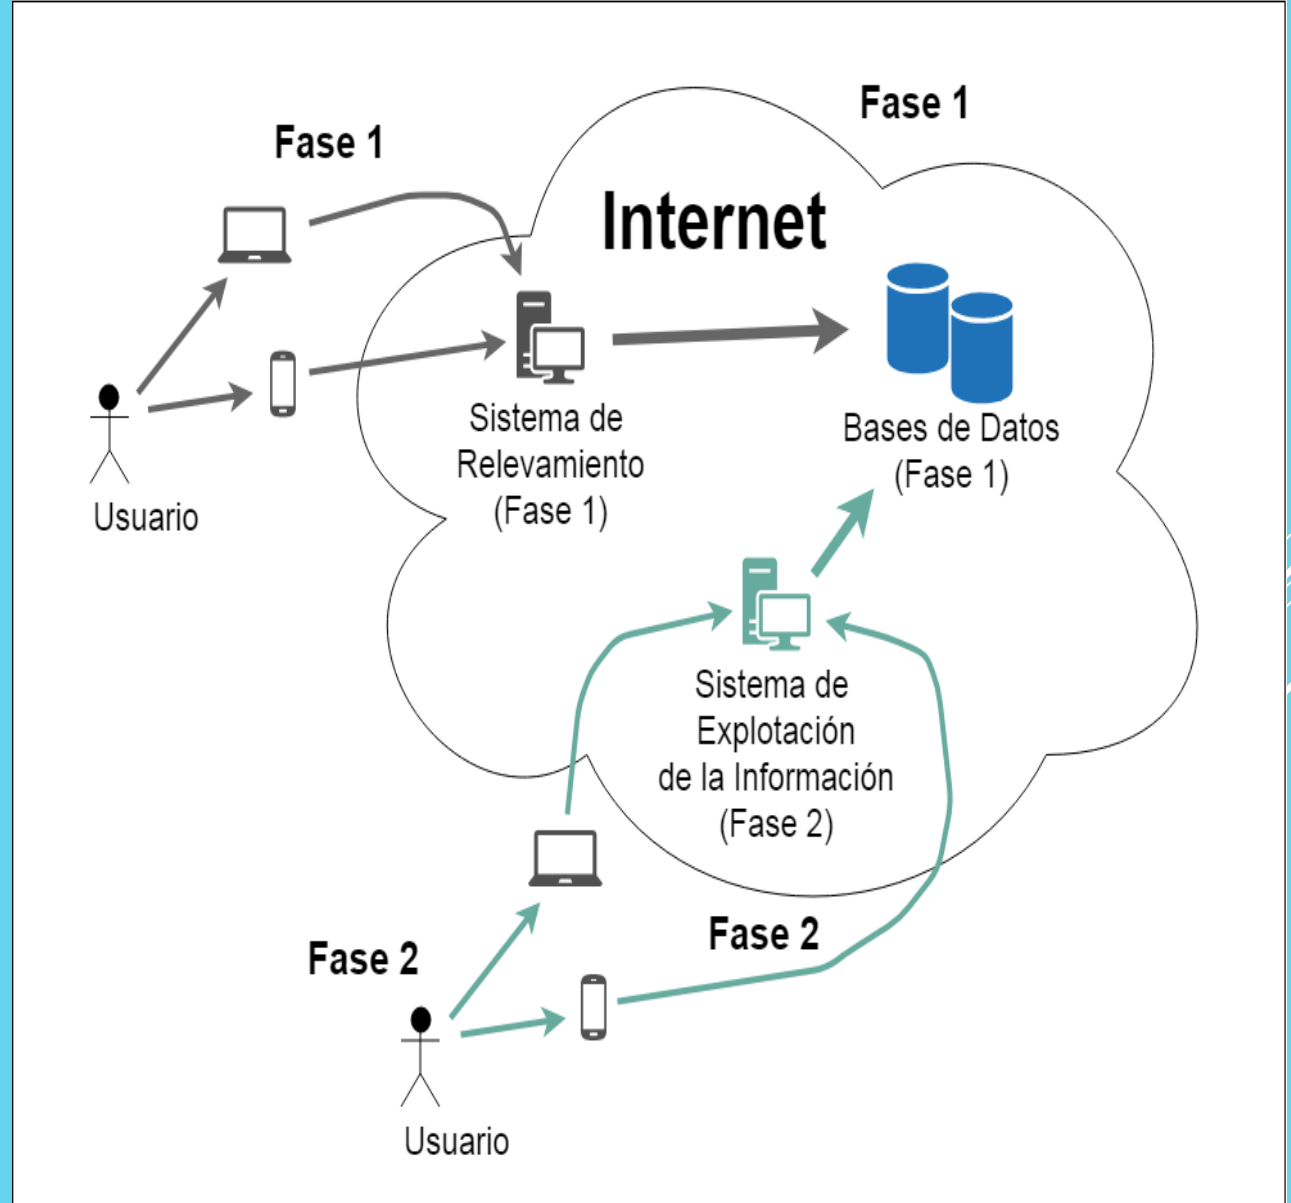 Fase 1
Fase 1
Internet
Sistema de
Relevamiento
(Fase 1)
Bases de Datos
(Fase 1)
Usuario
Sistema de
Explotación
de la Información
(Fase 2)
Fase 2
Fase 2
Usuario